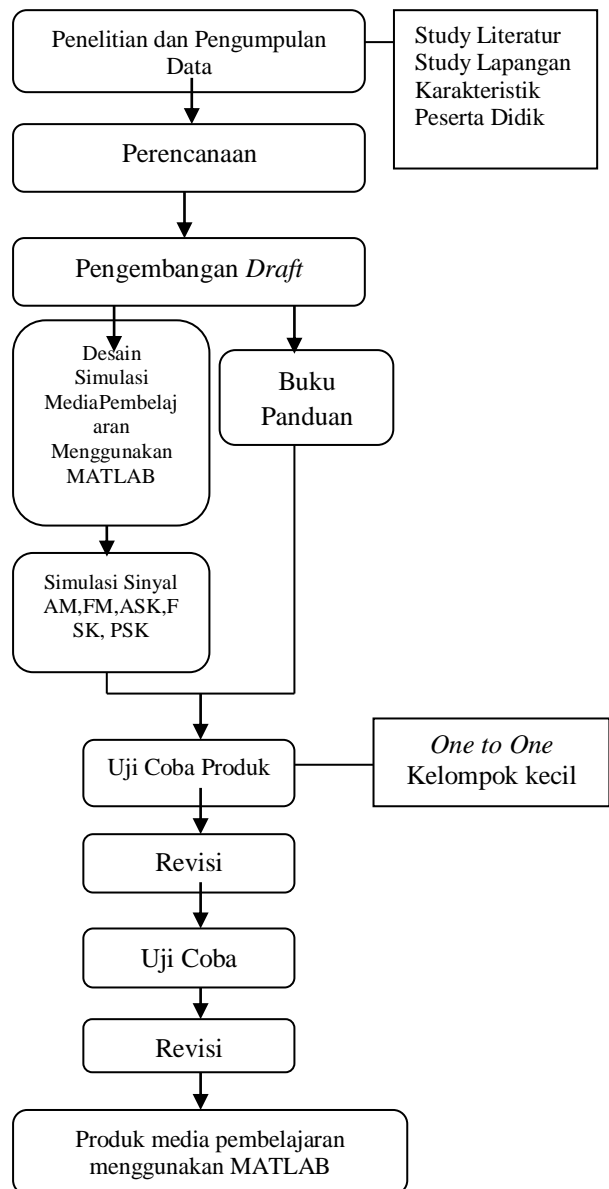 Penelitian dan Pengumpulan
Data
Study Literatur
Study Lapangan
Karakteristik
Peserta Didik
Perencanaan
Pengembangan Draft
Desain
Simulasi
MediaPembelaj
aran
Menggunakan
MATLAB
Buku
Panduan
Simulasi Sinyal
AM,FM,ASK,F
SK, PSK
Uji Coba Produk
One to One
Kelompok kecil
Revisi
Uji Coba
Revisi
Produk media pembelajaran
menggunakan MATLAB